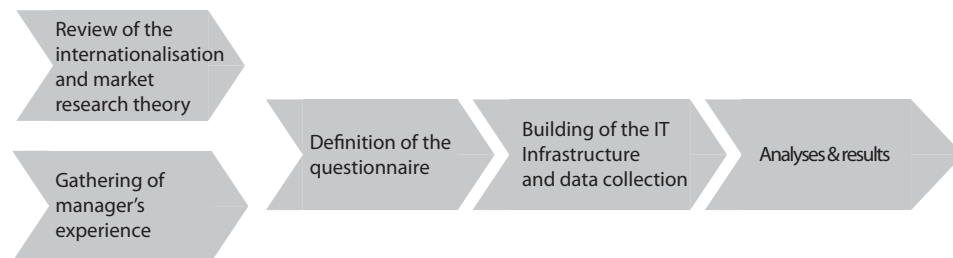 Review of the
internationalisation
and market
research theory
Gathering of
manager's
experience
Definition of the
questionnaire
Building of the IT
Infrastructure
and data collection
Analyses & results